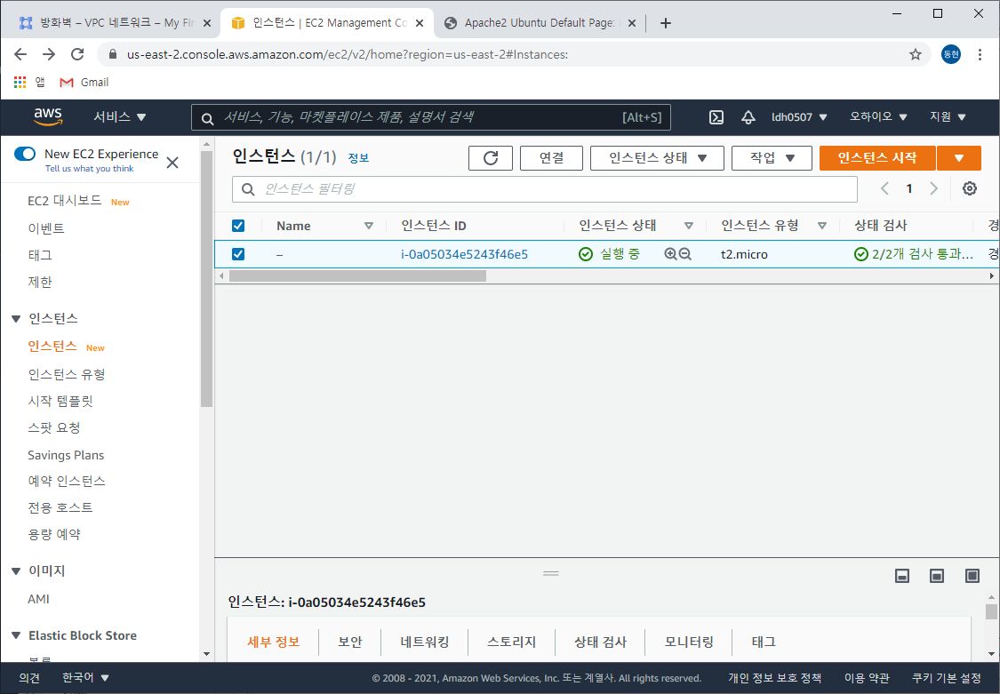 방화벽 – VPC 네트워크 – My Fir
인스턴스 | EC2 Management Co
Apache2 Ubuntu Default Page:
us-east-2.console.aws.amazon.com/ec2/v2/home?region=us-east-2#Instances:
동현
앱 Gmail
aws 서비스 서비스, 기능, 마켓플레이스 제품, 설명서 검색 [Alt+S] ldh0507 오하이오 지원
New EC2 Experience
Tell us what you think
EC2 대시보드 New
이벤트
태그
제한
인스턴스
인스턴스 New
인스턴스 유형
시작 템플릿
스팟 요청
Savings Plans
예약 인스턴스
전용 호스트
용량 예약
이미지
AMI
Elastic Block Store
인스턴스 (1/1) 정보 연결 인스턴스 상태 작업 인스턴스 시작
인스턴스 필터링 1
Name 인스턴스 ID 인스턴스 상태 인스턴스 유형 상태 검사 경
– i-0a05034e5243f46e5 실행 중 t2.micro 2/2개 검사 통과... 경
인스턴스: i-0a05034e5243f46e5
세부 정보 보안 네트워킹 스토리지 상태 검사 모니터링 태그
의견 한국어 © 2008 - 2021, Amazon Web Services, Inc. 또는 계열사. All rights reserved. 개인 정보 보호 정책 이용 약관 쿠키 기본 설정